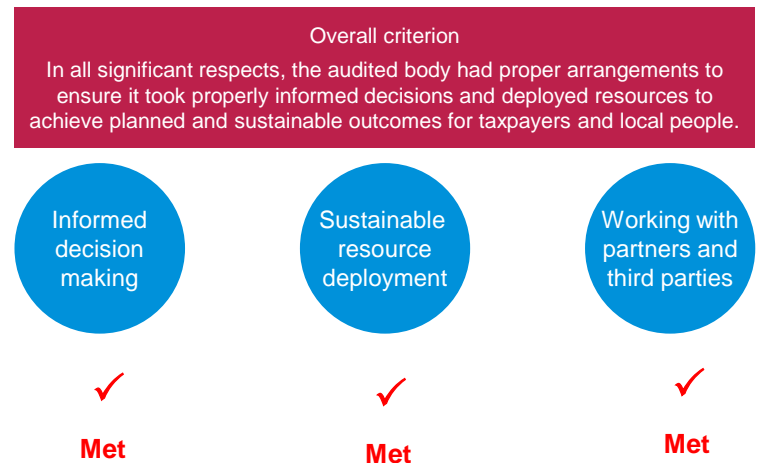 Overall criterion
In all significant respects, the audited body had proper arrangements to
ensure it took properly informed decisions and deployed resources to
achieve planned and sustainable outcomes for taxpayers and local people.
Informed
decision
making
Sustainable
resource
deployment
Working with
partners and
third parties
✓
✓
✓
Met
Met
Met